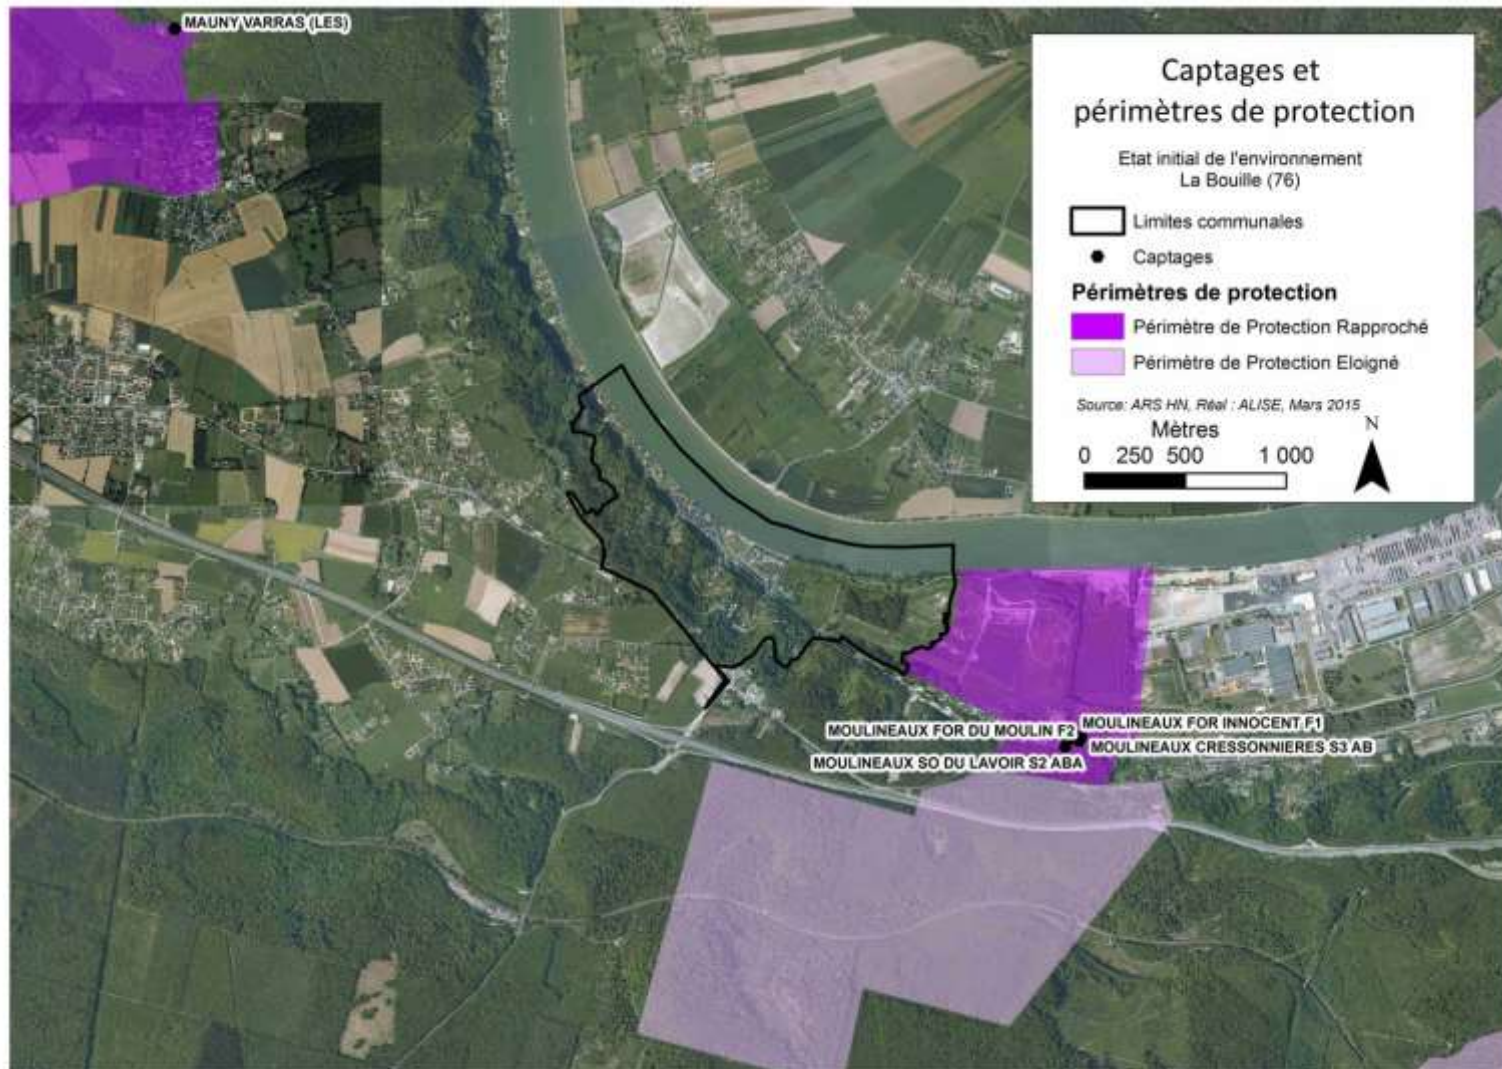 MAUNY VARRAS (LES)
Captages et
périmètres de protection
Etat initial de l'environnement
La Bouille (76)
Limites communales
Captages
Périmètres de protection
Périmètre de Protection Rapproché
Périmètre de Protection Eloigné
Source: ARS HN, Réal : ALISE, Mars 2015
Mètres
N
0 250 500 1 000
MOULINEAUX FOR DU MOULIN F2
MOULINEAUX FOR INNOCENT F1
MOULINEAUX CRESSONNIERES S3 AB
MOULINEAUX SO DU LAVOIR S2 ABA